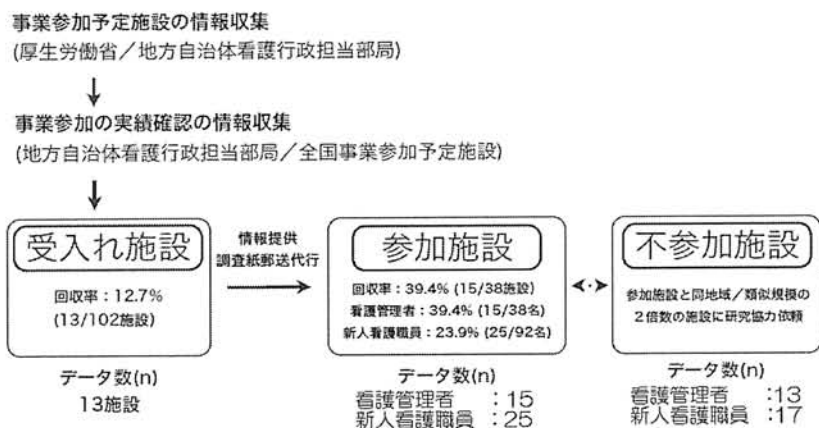 事業参加予定施設の情報収集
(厚生労働省／地方自治体看護行政担当部局)
事業参加の実績確認の情報収集
(地方自治体看護行政担当部局／全国事業参加予定施設)
受入れ施設
回収率：12.7%
(13/102施設)
データ数(n)
13施設
情報提供
調査紙郵送代行
参加施設
回収率：39.4% (15/38施設)
看護管理者：39.4% (15/38名)
新人看護職員：23.9% (25/92名)
データ数(n)
看護管理者　：15
新人看護職員：25
不参加施設
参加施設と同地域／類似規模の
２倍数の施設に研究協力依頼
データ数(n)
看護管理者　:13
新人看護職員 :17